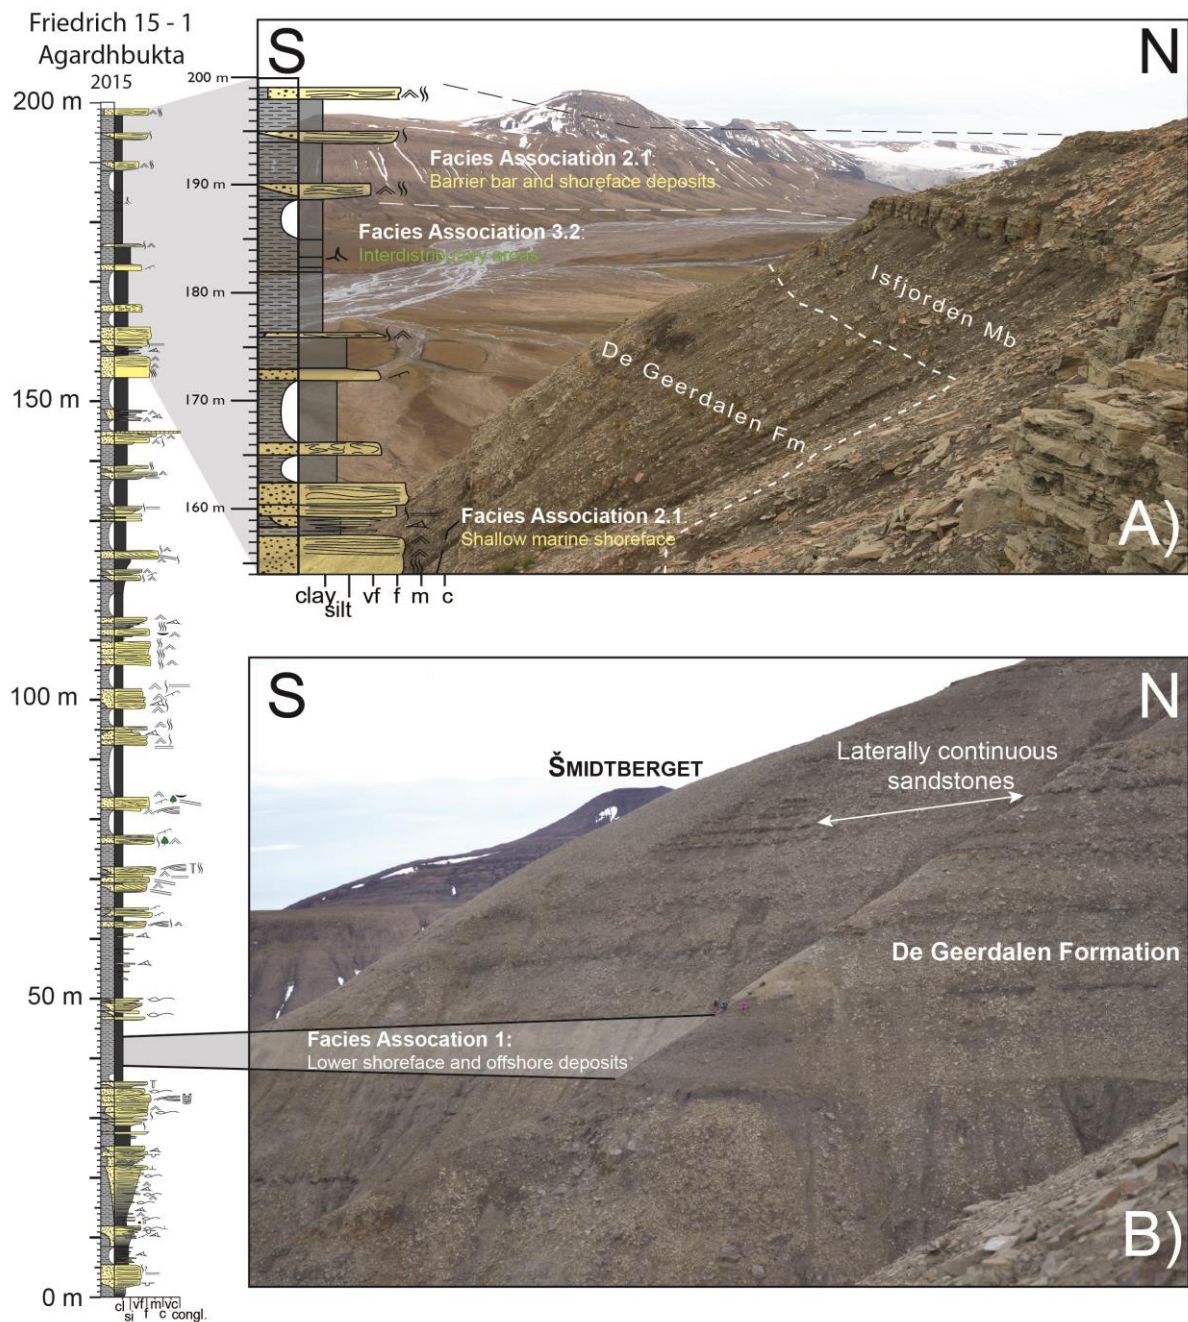 Friedrich 15 - 1
Agardhbukta
2015
200 m
150 m
100 m
50 m
0 m
cl
si
vf
f
m
c
vc
congl.
S
N
200 m
190 m
180 m
170 m
160 m
clay
silt
vf
f
m
c
Facies Association 2.1:
Barrier bar and shoreface deposits
Facies Association 3.2:
Interdistributary areas
Isfjorden Mb
De Geerdalen Fm
Facies Association 2.1:
Shallow marine shoreface
A)
S
N
ŠMIDTBERGET
Laterally continuous
sandstones
De Geerdalen Formation
Facies Assocation 1:
Lower shoreface and offshore deposits
B)